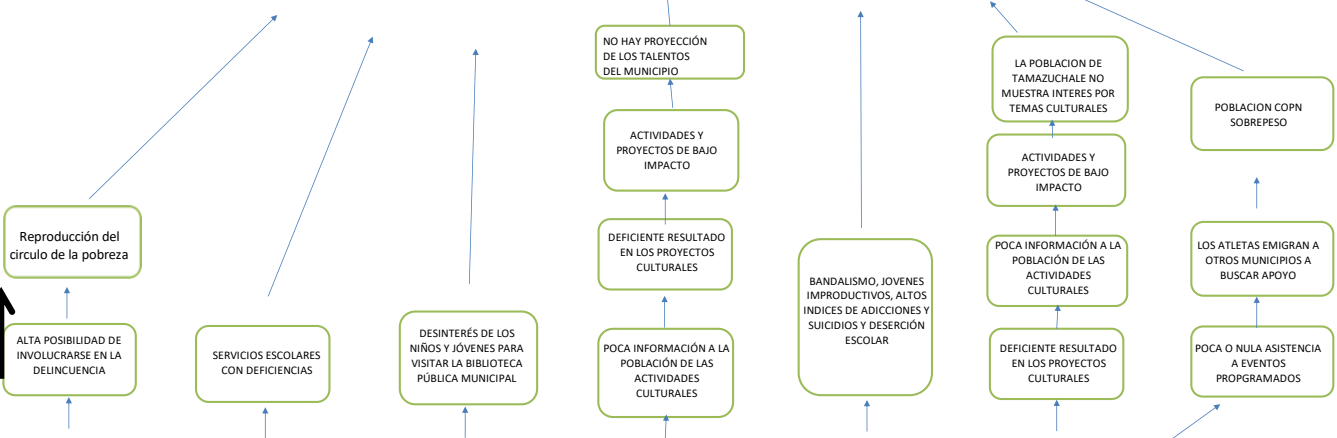 NO HAY PROYECCIÓN
DE LOS TALENTOS
DEL MUNICIPIO
LA POBLACION DE
TAMAZUCHALE NO
MUESTRA INTERES POR
TEMAS CULTURALES
POBLACION COPN
SOBREPESO
ACTIVIDADES Y
PROYECTOS DE BAJO
IMPACTO
ACTIVIDADES Y
PROYECTOS DE BAJO
IMPACTO
Reproducción del
circulo de la pobreza
DEFICIENTE RESULTADO
EN LOS PROYECTOS
CULTURALES
BANDALISMO, JOVENES
IMPRODUCTIVOS, ALTOS
INDICES DE ADICCIONES Y
SUICIDIOS Y DESERCIÓN
ESCOLAR
POCA INFORMACIÓN A LA
POBLACIÓN DE LAS
ACTIVIDADES
CULTURALES
LOS ATLETAS EMIGRAN A
OTROS MUNICIPIOS A
BUSCAR APOYO
ALTA POSIBILIDAD DE
INVOLUCRARSE EN LA
DELINCUENCIA
SERVICIOS ESCOLARES
CON DEFICIENCIAS
DESINTERÉS DE LOS
NIÑOS Y JÓVENES PARA
VISITAR LA BIBLIOTECA
PÚBLICA MUNICIPAL
POCA INFORMACIÓN A LA
POBLACIÓN DE LAS
ACTIVIDADES
CULTURALES
DEFICIENTE RESULTADO
EN LOS PROYECTOS
CULTURALES
POCA O NULA ASISTENCIA
A EVENTOS
PROPGRAMADOS